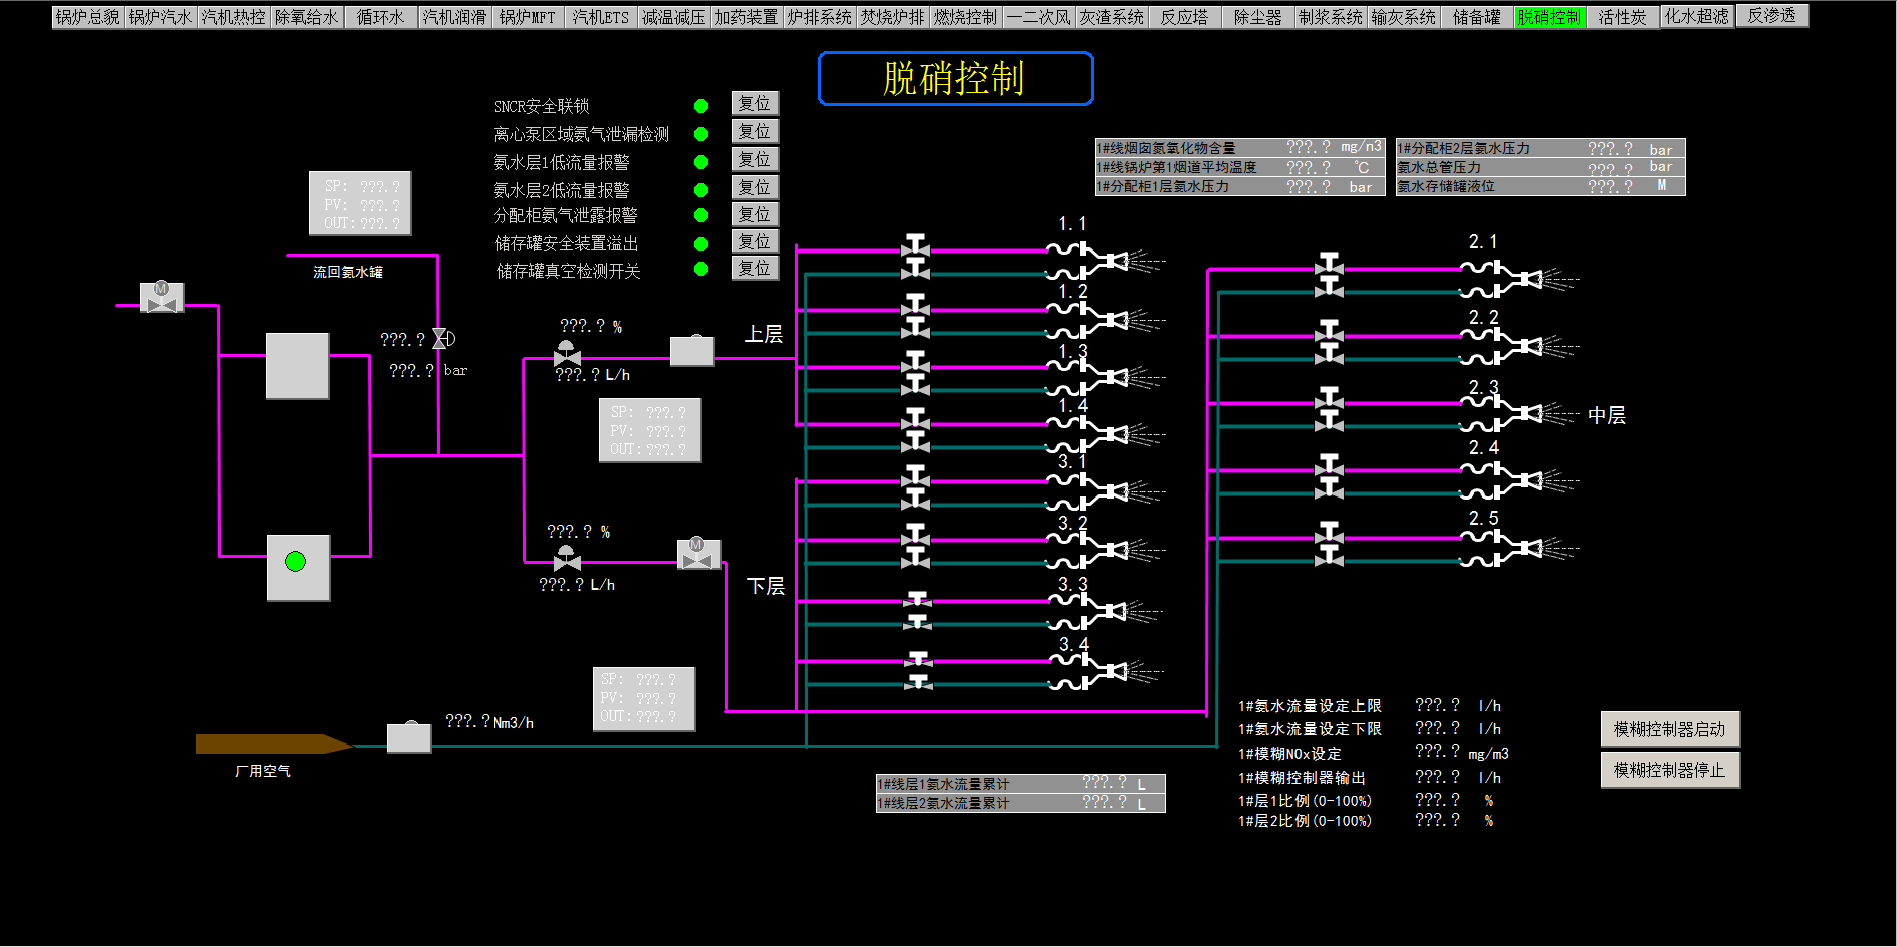 锅炉总貌 锅炉汽水 汽机热控 除氧给水 循环水 汽机润滑 锅炉MFT 汽机ETS 减温减压 加药装置 炉排系统 焚烧炉排 燃烧控制 一二次风 灰渣系统 反应塔 除尘器 制浆系统 输灰系统 储备罐 脱硝控制 活性炭 化水超滤 反渗透
脱硝控制
SNCR安全联锁 复位
离心泵区域氨气泄漏检测 复位
氨水层1低流量报警 复位
氨水层2低流量报警 复位
分配柜氨气泄露报警 复位
储存罐安全装置溢出 复位
储存罐真空检测开关 复位
1#线烟囱氮氧化物含量 ???.? mg/n3
1#线锅炉第1烟道平均温度 ???.? ℃
1#分配柜1层氨水压力 ???.? bar
1#分配柜2层氨水压力 ???.? bar
氨水总管压力 ???.? bar
氨水存储罐液位 ???.? M
SP: ???.?
PV: ???.?
OUT: ???.?
流回氨水罐
M
???.?
???.? bar
???.? %
???.? L/h
上层
SP: ???.?
PV: ???.?
OUT: ???.?
???.? %
M
???.? L/h
下层
1.1
1.2
1.3
1.4
3.1
3.2
3.3
3.4
2.1
2.2
2.3
中层
2.4
2.5
SP: ???.?
PV: ???.?
OUT: ???.?
???.? Nm3/h
厂用空气
1#线层1氨水流量累计 ???.? L
1#线层2氨水流量累计 ???.? L
1#氨水流量设定上限 ???.? l/h
1#氨水流量设定下限 ???.? l/h
1#模糊NOx设定 ???.? mg/m3
1#模糊控制器输出 ???.? l/h
1#层1比例(0-100%) ???.? %
1#层2比例(0-100%) ???.? %
模糊控制器启动
模糊控制器停止